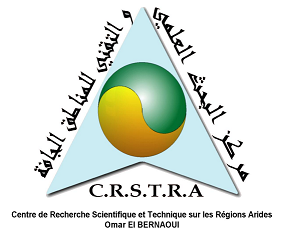 مركز البحث العلمي و التقني للمناطق الجافة
C.R.S.T.R.A
Centre de Recherche Scientifique et Technique sur les Régions Arides
Omar El BERNAOUI